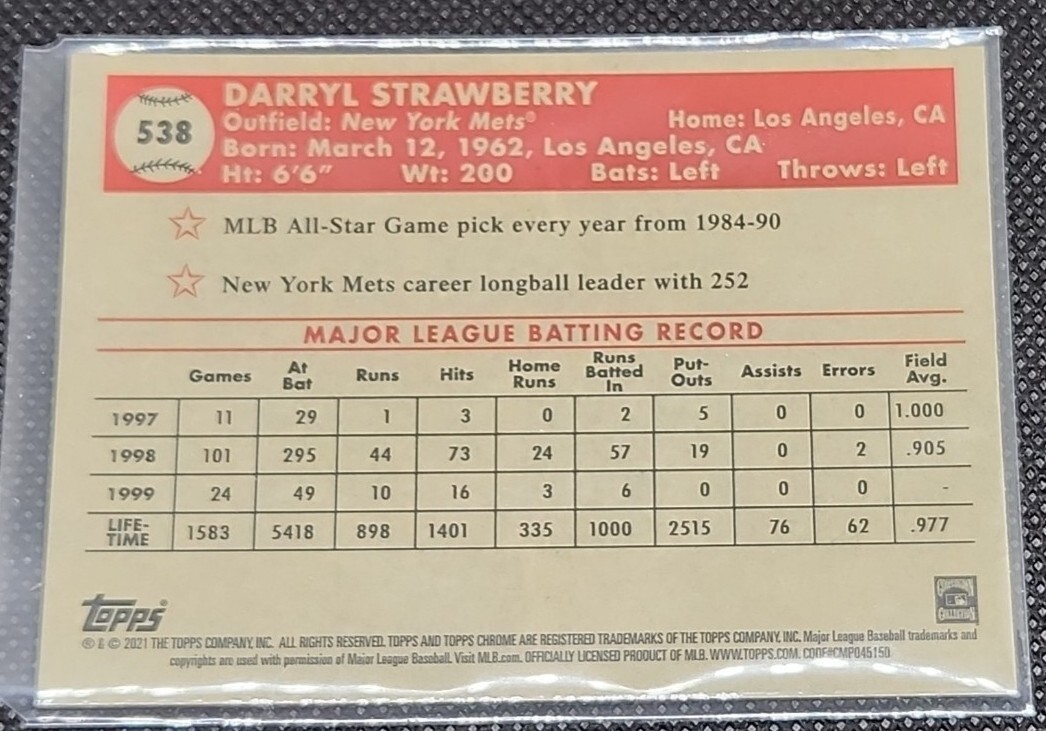 538
DARRYL STRAWBERRY
Outfield: New York Mets® Home: Los Angeles, CA
Born: March 12, 1962, Los Angeles, CA
Ht: 6'6" Wt: 200 Bats: Left Throws: Left
MLB All-Star Game pick every year from 1984-90
New York Mets career longball leader with 252
MAJOR LEAGUE BATTING RECORD
Games At Bat Runs Hits Home Runs Runs Batted In Put-Outs Assists Errors Field Avg.
1997 11 29 1 3 0 2 5 0 0 1.000
1998 101 295 44 73 24 57 19 0 2 .905
1999 24 49 10 16 3 6 0 0 0 -
LIFE-TIME 1583 5418 898 1401 335 1000 2515 76 62 .977
topps
® & © 2021 THE TOPPS COMPANY, INC. ALL RIGHTS RESERVED. TOPPS AND TOPPS CHROME ARE REGISTERED TRADEMARKS OF THE TOPPS COMPANY, INC. Major League Baseball trademarks and
copyrights are used with permission of Major League Baseball. Visit MLB.com. OFFICIALLY LICENSED PRODUCT OF MLB. WWW.TOPPS.COM. CODE#CMP045150